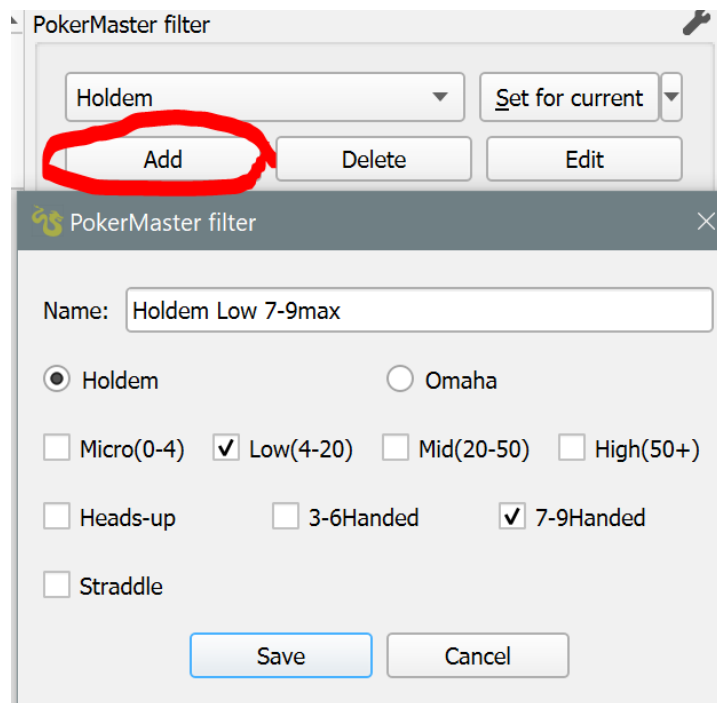 PokerMaster filter
Holdem Set for current
Add Delete Edit
PokerMaster filter
Name: Holdem Low 7-9max
Holdem Omaha
Micro(0-4) Low(4-20) Mid(20-50) High(50+)
Heads-up 3-6Handed 7-9Handed
Straddle
Save Cancel